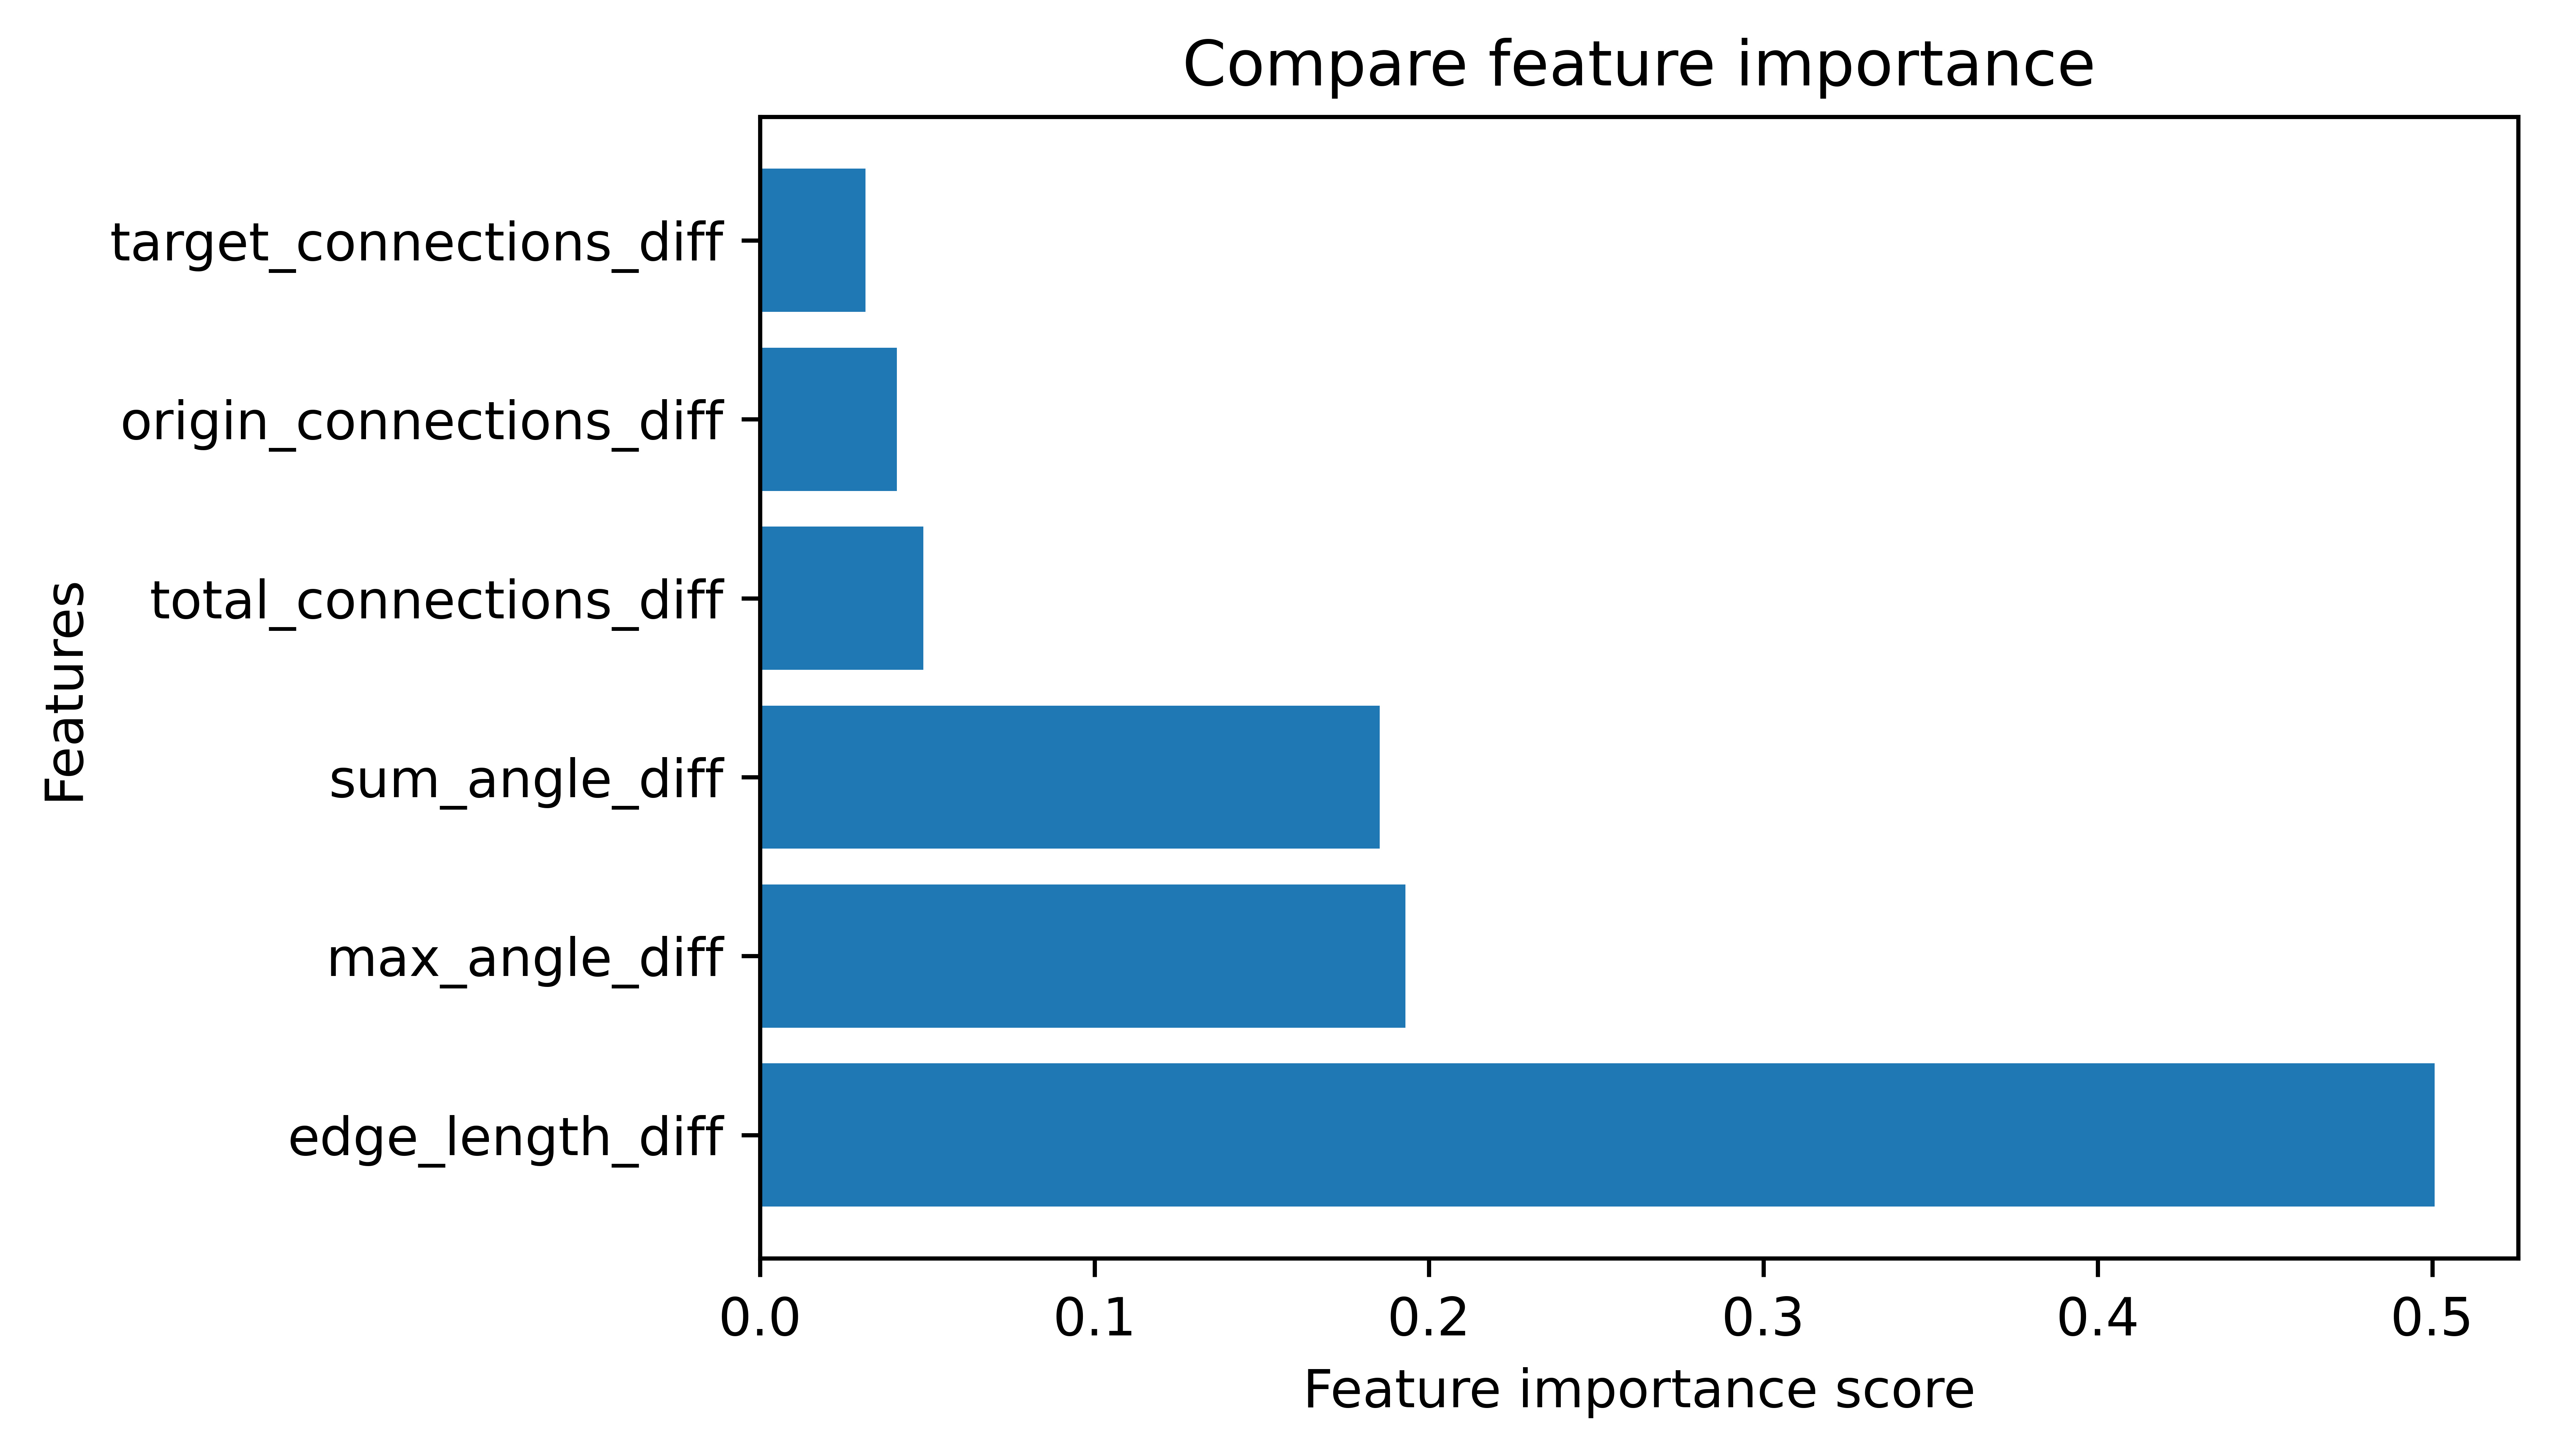 Compare feature importance
target_connections_diff
origin_connections_diff
total_connections_diff
sum_angle_diff
max_angle_diff
edge_length_diff
Features
0.0 0.1 0.2 0.3 0.4 0.5
Feature importance score